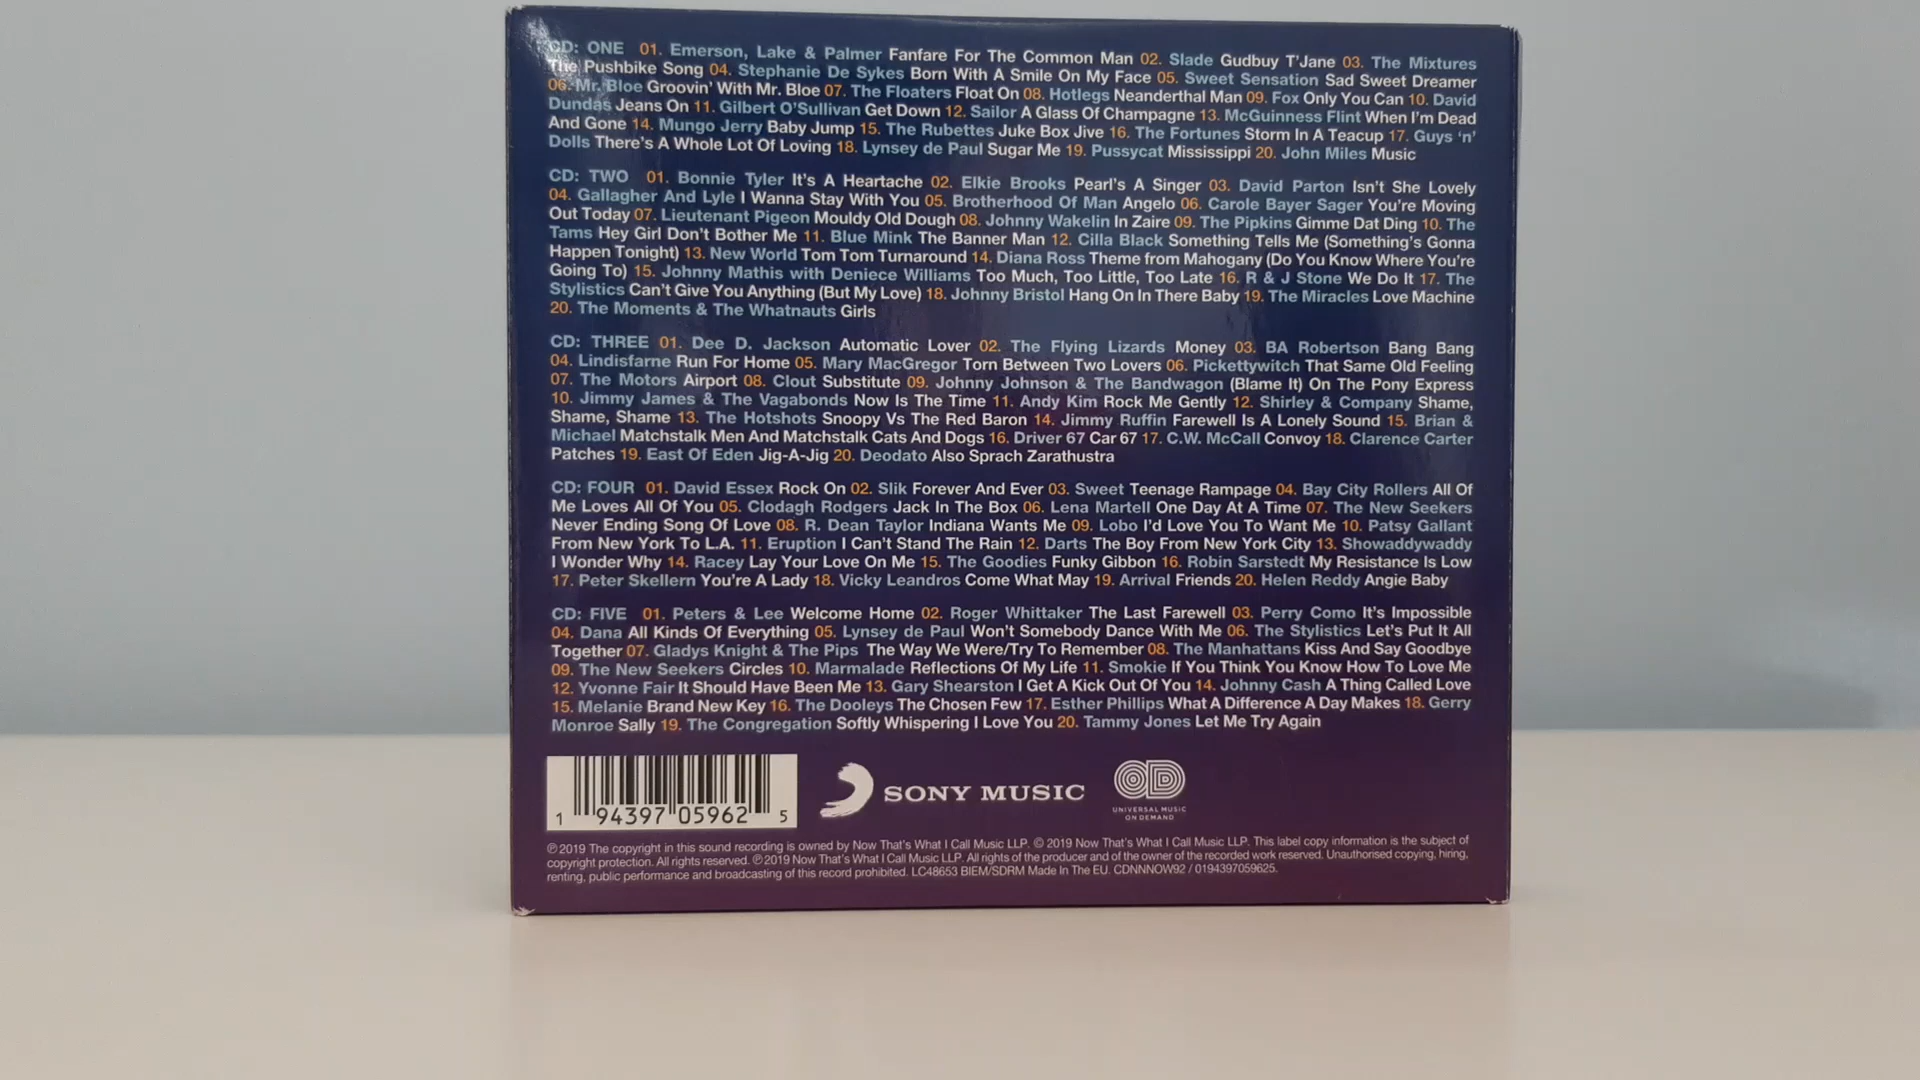 CD: ONE 01. Emerson, Lake & Palmer Fanfare For The Common Man 02. Slade Gudbuy T'Jane 03. The Mixtures
The Pushbike Song 04. Stephanie De Sykes Born With A Smile On My Face 05. Sweet Sensation Sad Sweet Dreamer
06. Mr. Bloe Groovin' With Mr. Bloe 07. The Floaters Float On 08. Hotlegs Neanderthal Man 09. Fox Only You Can 10. David
Dundas Jeans On 11. Gilbert O'Sullivan Get Down 12. Sailor A Glass Of Champagne 13. McGuinness Flint When I'm Dead
And Gone 14. Mungo Jerry Baby Jump 15. The Rubettes Juke Box Jive 16. The Fortunes Storm In A Teacup 17. Guys 'n'
Dolls There's A Whole Lot Of Loving 18. Lynsey de Paul Sugar Me 19. Pussycat Mississippi 20. John Miles Music
CD: TWO 01. Bonnie Tyler It's A Heartache 02. Elkie Brooks Pearl's A Singer 03. David Parton Isn't She Lovely
04. Gallagher And Lyle I Wanna Stay With You 05. Brotherhood Of Man Angelo 06. Carole Bayer Sager You're Moving
Out Today 07. Lieutenant Pigeon Mouldy Old Dough 08. Johnny Wakelin In Zaire 09. The Pipkins Gimme Dat Ding 10. The
Tams Hey Girl Don't Bother Me 11. Blue Mink The Banner Man 12. Cilla Black Something Tells Me (Something's Gonna
Happen Tonight) 13. New World Tom Tom Turnaround 14. Diana Ross Theme from Mahogany (Do You Know Where You're
Going To) 15. Johnny Mathis with Deniece Williams Too Much, Too Little, Too Late 16. R & J Stone We Do It 17. The
Stylistics Can't Give You Anything (But My Love) 18. Johnny Bristol Hang On In There Baby 19. The Miracles Love Machine
20. The Moments & The Whatnauts Girls
CD: THREE 01. Dee D. Jackson Automatic Lover 02. The Flying Lizards Money 03. BA Robertson Bang Bang
04. Lindisfarne Run For Home 05. Mary MacGregor Torn Between Two Lovers 06. Pickettywitch That Same Old Feeling
07. The Motors Airport 08. Clout Substitute 09. Johnny Johnson & The Bandwagon (Blame It) On The Pony Express
10. Jimmy James & The Vagabonds Now Is The Time 11. Andy Kim Rock Me Gently 12. Shirley & Company Shame,
Shame, Shame 13. The Hotshots Snoopy Vs The Red Baron 14. Jimmy Ruffin Farewell Is A Lonely Sound 15. Brian &
Michael Matchstalk Men And Matchstalk Cats And Dogs 16. Driver 67 Car 67 17. C.W. McCall Convoy 18. Clarence Carter
Patches 19. East Of Eden Jig-A-Jig 20. Deodato Also Sprach Zarathustra
CD: FOUR 01. David Essex Rock On 02. Slik Forever And Ever 03. Sweet Teenage Rampage 04. Bay City Rollers All Of
Me Loves All Of You 05. Clodagh Rodgers Jack In The Box 06. Lena Martell One Day At A Time 07. The New Seekers
Never Ending Song Of Love 08. R. Dean Taylor Indiana Wants Me 09. Lobo I'd Love You To Want Me 10. Patsy Gallant
From New York To L.A. 11. Eruption I Can't Stand The Rain 12. Darts The Boy From New York City 13. Showaddywaddy
I Wonder Why 14. Racey Lay Your Love On Me 15. The Goodies Funky Gibbon 16. Robin Sarstedt My Resistance Is Low
17. Peter Skellern You're A Lady 18. Vicky Leandros Come What May 19. Arrival Friends 20. Helen Reddy Angie Baby
CD: FIVE 01. Peters & Lee Welcome Home 02. Roger Whittaker The Last Farewell 03. Perry Como It's Impossible
04. Dana All Kinds Of Everything 05. Lynsey de Paul Won't Somebody Dance With Me 06. The Stylistics Let's Put It All
Together 07. Gladys Knight & The Pips The Way We Were/Try To Remember 08. The Manhattans Kiss And Say Goodbye
09. The New Seekers Circles 10. Marmalade Reflections Of My Life 11. Smokie If You Think You Know How To Love Me
12. Yvonne Fair It Should Have Been Me 13. Gary Shearston I Get A Kick Out Of You 14. Johnny Cash A Thing Called Love
15. Melanie Brand New Key 16. The Dooleys The Chosen Few 17. Esther Phillips What A Difference A Day Makes 18. Gerry
Monroe Sally 19. The Congregation Softly Whispering I Love You 20. Tammy Jones Let Me Try Again
1 94397 05962 5
SONY MUSIC
OD
UNIVERSAL MUSIC
ON DEMAND
℗ 2019 The copyright in this sound recording is owned by Now That's What I Call Music LLP. © 2019 Now That's What I Call Music LLP. This label copy information is the subject of
copyright protection. All rights reserved. ℗ 2019 Now That's What I Call Music LLP. All rights of the producer and of the owner of the recorded work reserved. Unauthorised copying, hiring,
renting, public performance and broadcasting of this record prohibited. LC48653 BIEM/SDRM Made In The EU. CDNNNOW92 / 0194397059625.